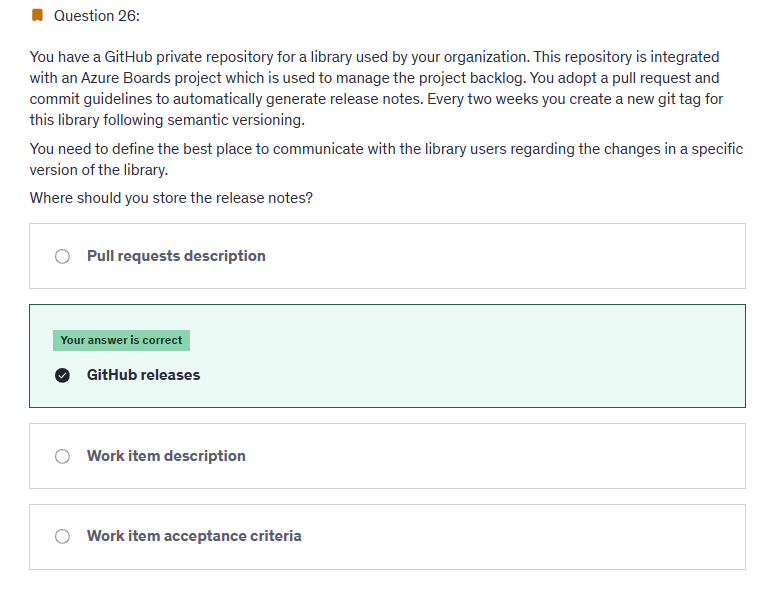 Question 26:
You have a GitHub private repository for a library used by your organization. This repository is integrated
with an Azure Boards project which is used to manage the project backlog. You adopt a pull request and
commit guidelines to automatically generate release notes. Every two weeks you create a new git tag for
this library following semantic versioning.
You need to define the best place to communicate with the library users regarding the changes in a specific
version of the library.
Where should you store the release notes?
Pull requests description
Your answer is correct
GitHub releases
Work item description
Work item acceptance criteria